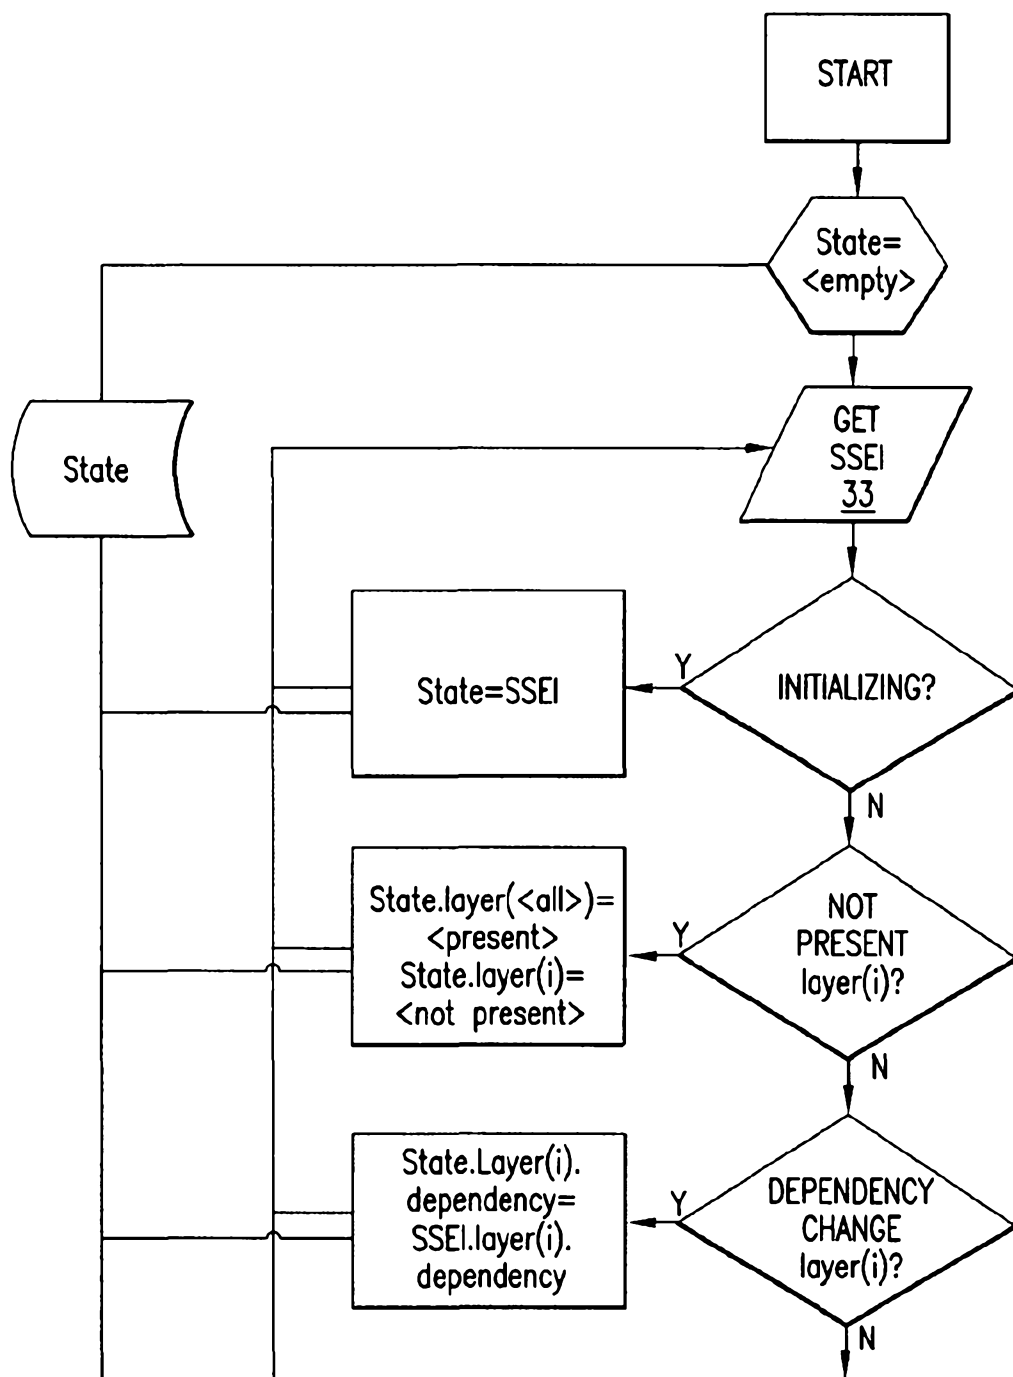 START
State=
<empty>
GET
SSEI
33
State
INITIALIZING?
Y
State=SSEI
N
NOT
PRESENT
layer(i)?
Y
State.layer(<all>)=
<present>
State.layer(i)=
<not present>
N
DEPENDENCY
CHANGE
layer(i)?
Y
State.Layer(i).
dependency=
SSEI.layer(i).
dependency
N